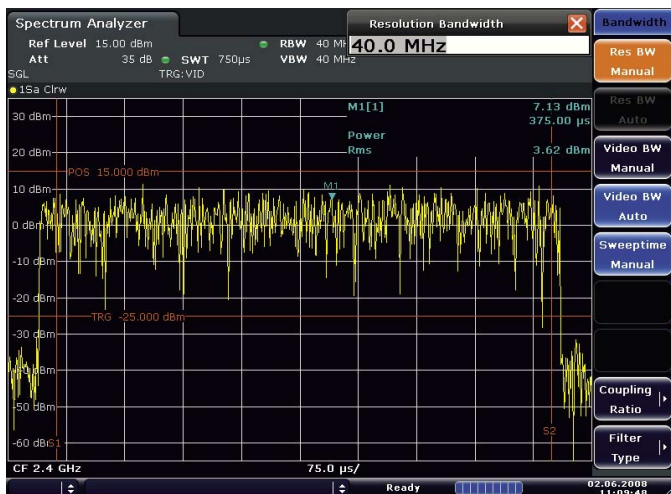 Spectrum Analyzer
Resolution Bandwidth
40.0 MHz
Ref Level 15.00 dBm
RBW 40 MHz
Att 35 dB SWT 750µs VBW 40 MHz
SGL TRG:VID
1Sa Clrw
M1[1] 7.13 dBm
375.00 µs
Power
Rms 3.62 dBm
30 dBm
20 dBm
POS 15.000 dBm
M1
10 dBm
0 dBm
-10 dBm
-20 dBm
TRG -25.000 dBm
-30 dBm
-50 dBm
-60 dBm
S1
S2
CF 2.4 GHz 75.0 µs/
Ready
02.06.2008
11:09:48
Bandwidth
Res BW
Manual
Res BW
Auto
Video BW
Manual
Video BW
Auto
Sweeptime
Manual
Coupling
Ratio
Filter
Type